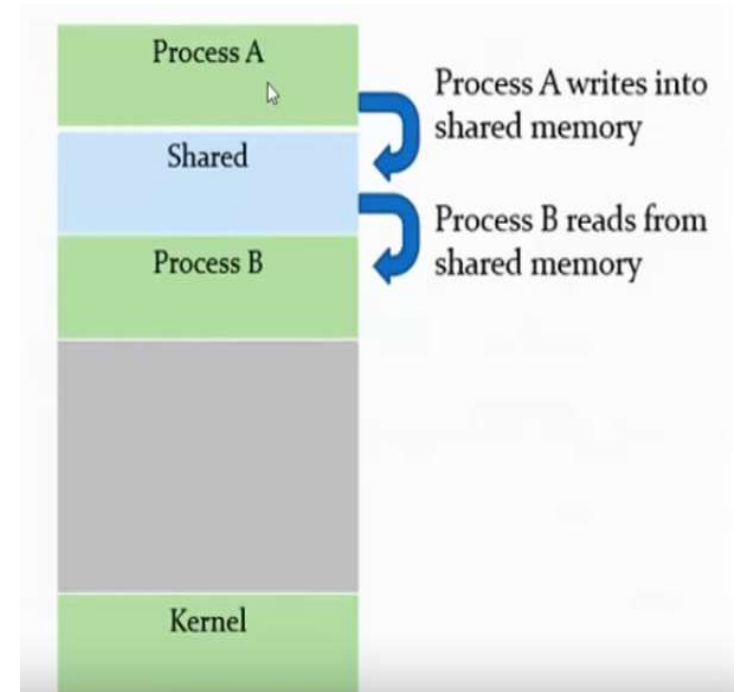 Process A
Process A writes into
shared memory
Shared
Process B reads from
shared memory
Process B
Kernel